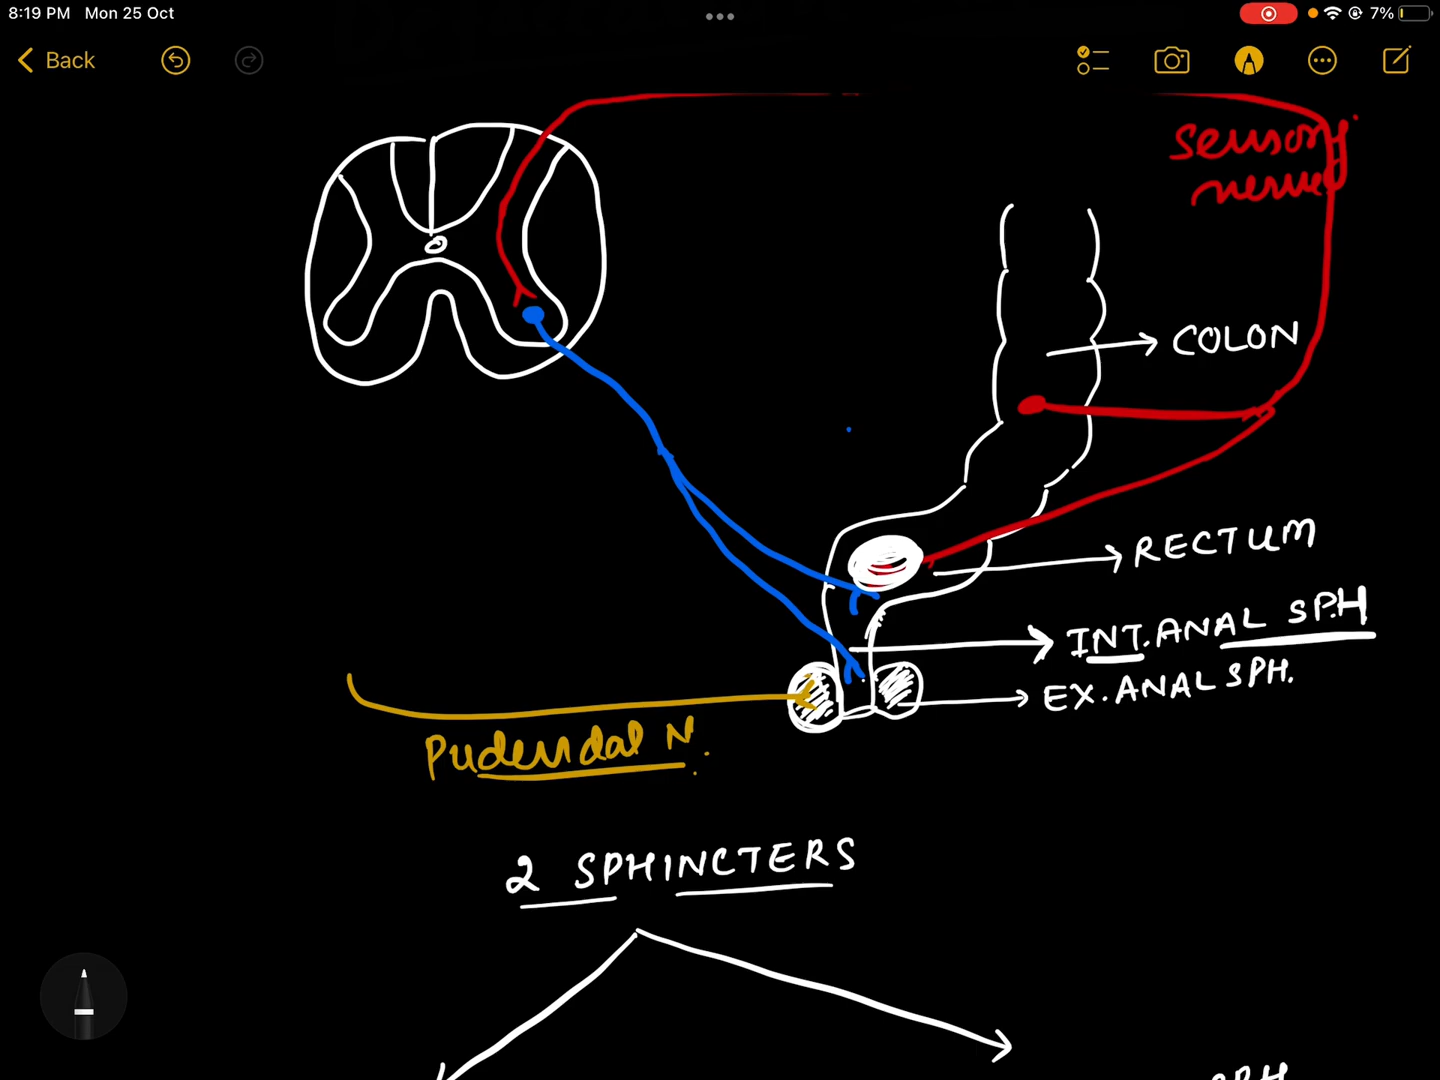 8:19 PM Mon 25 Oct
7%
Back
sensory
nerve
COLON
RECTUM
INT. ANAL SPH
EX. ANAL SPH.
Pudendal N.
2 SPHINCTERS
SPH